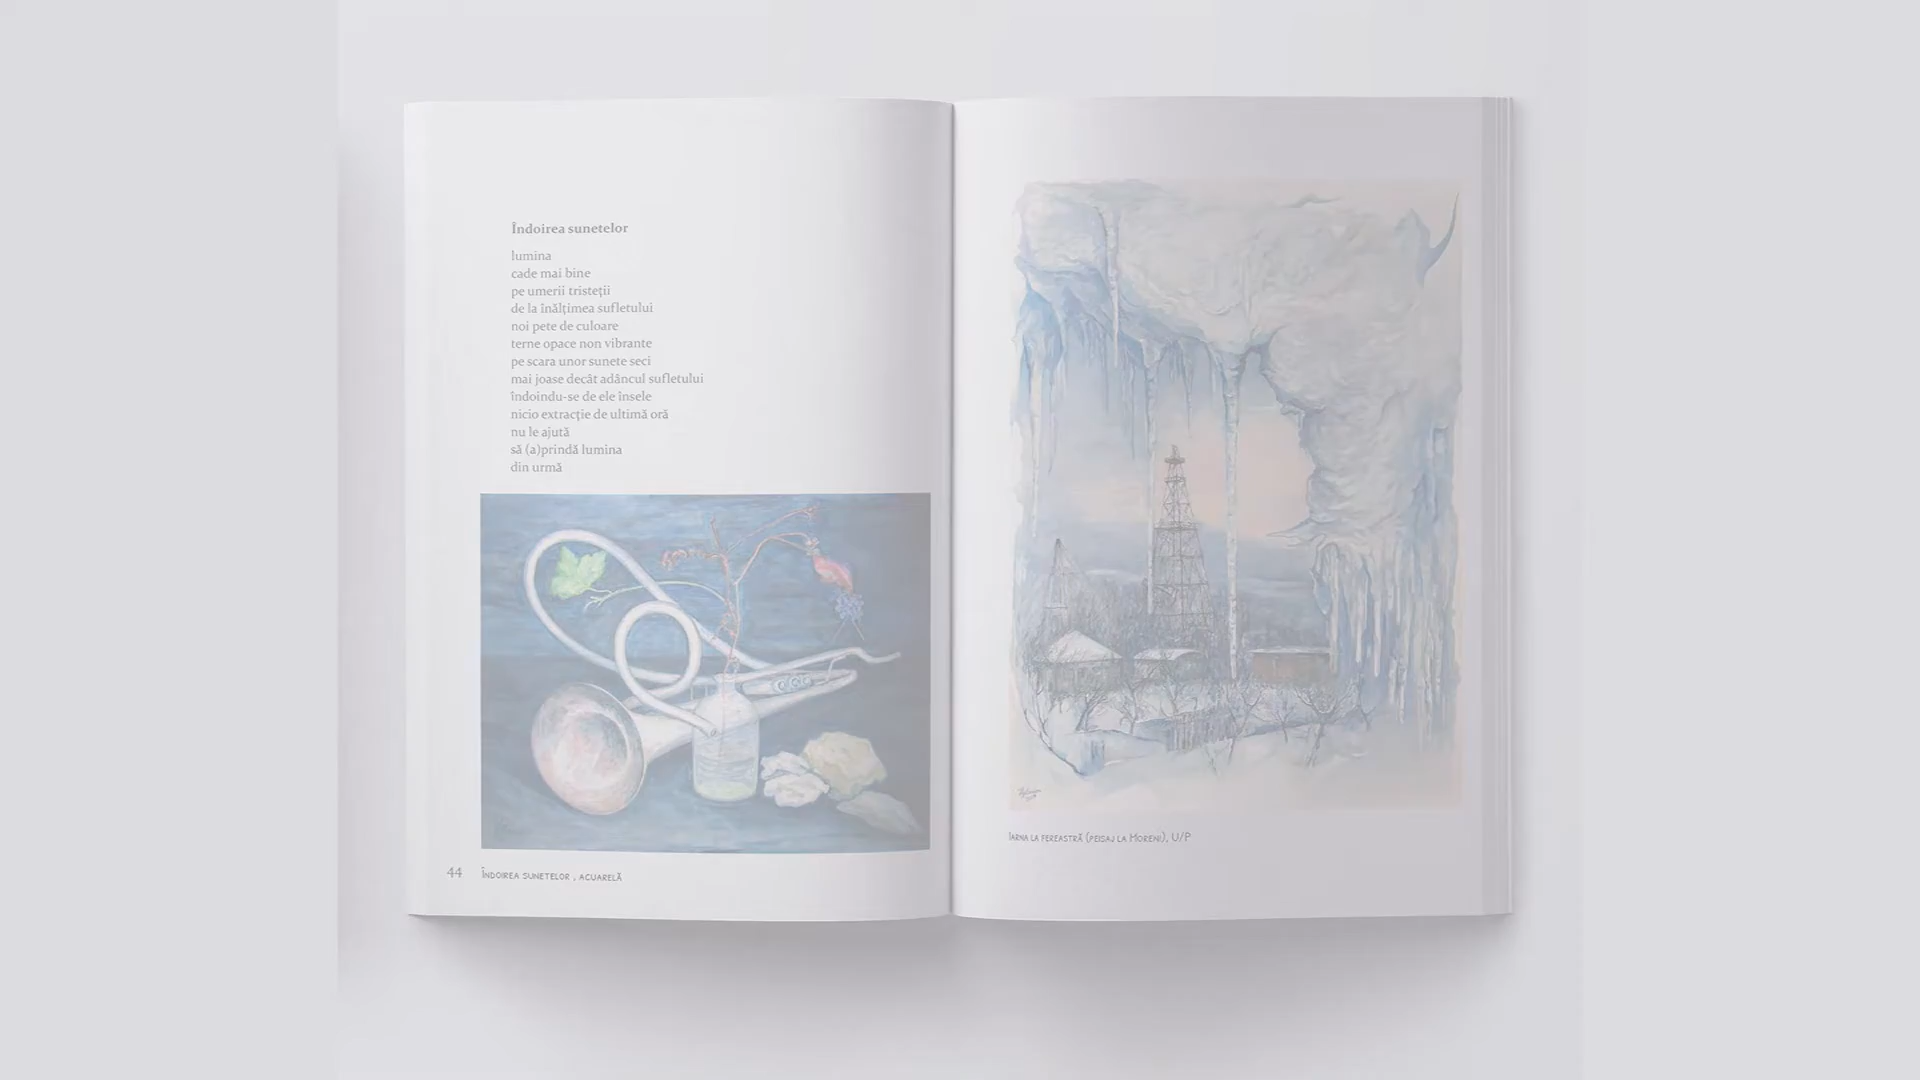 Îndoirea sunetelor
lumina
cade mai bine
pe umerii tristeții
de la înălțimea sufletului
noi pete de culoare
terne opace non vibrante
pe scara unor sunete seci
mai joase decât adâncul sufletului
îndoindu-se de ele însele
nicio extracție de ultimă oră
nu le ajută
să (a)prindă lumina
din urmă
44 ÎNDOIREA SUNETELOR , ACUARELĂ
IARNA LA FEREASTRĂ (PEISAJ LA MORENI), U/P